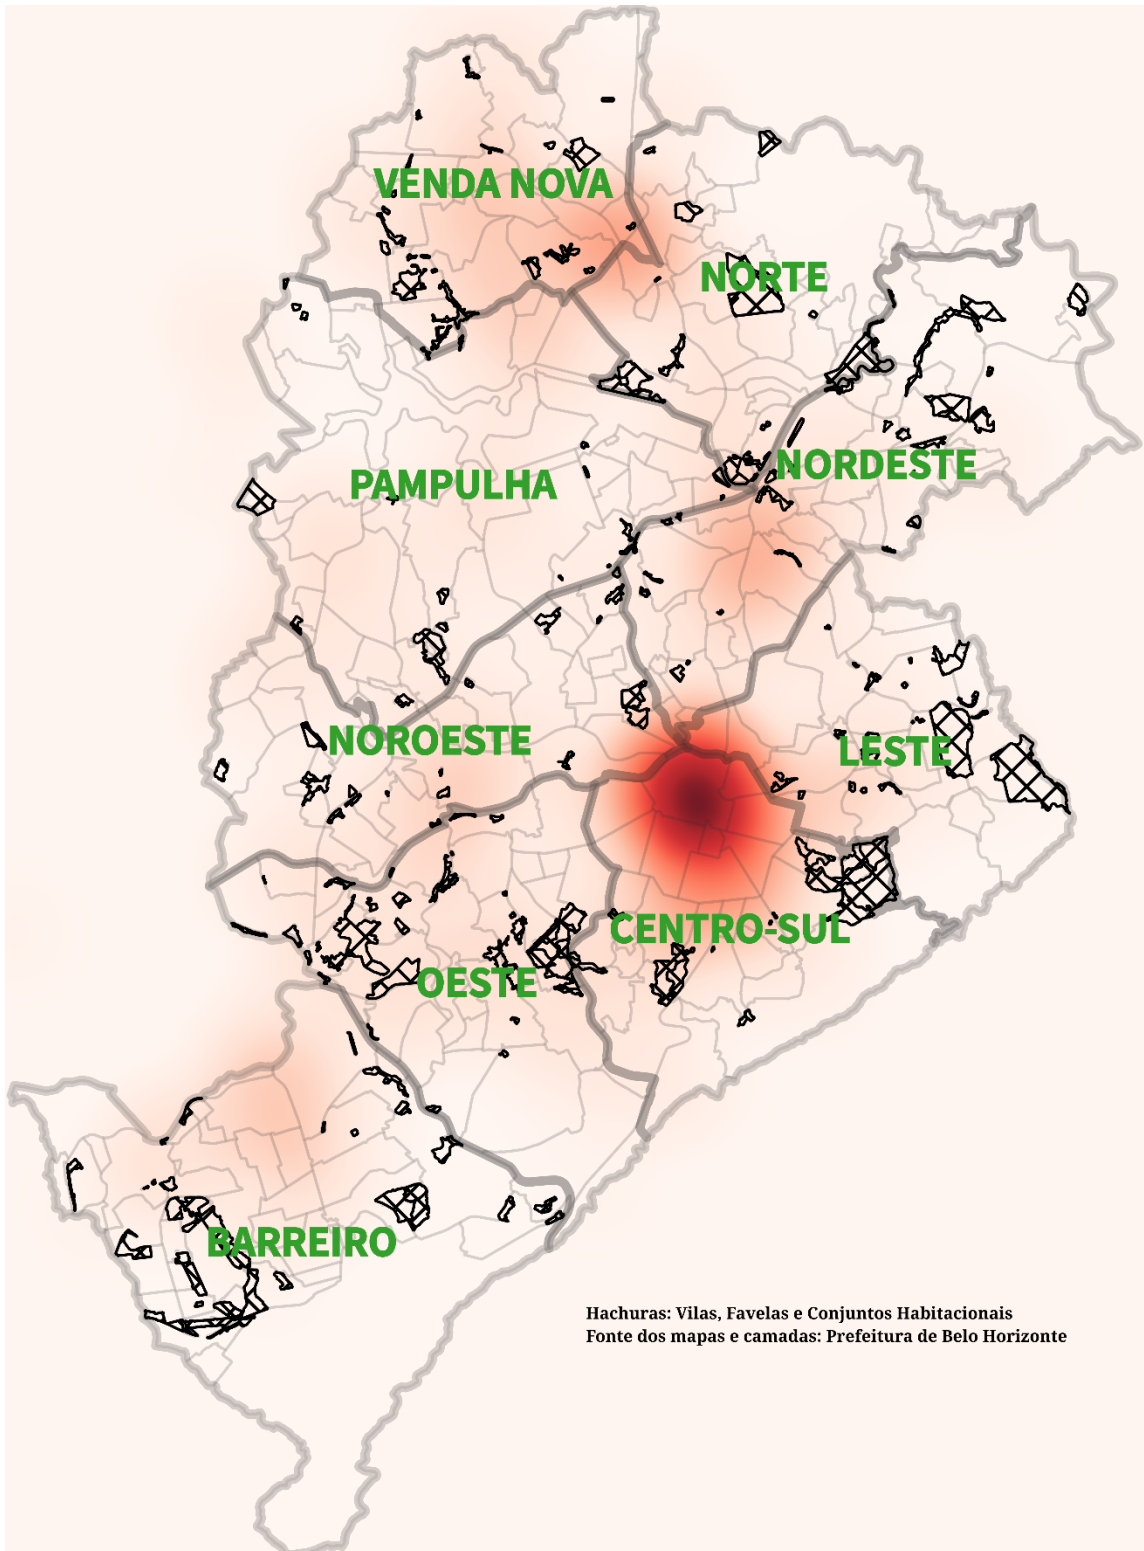 VENDA NOVA
NORTE
NORDESTE
PAMPULHA
NOROESTE
LESTE
CENTRO-SUL
OESTE
BARREIRO
Hachuras: Vilas, Favelas e Conjuntos Habitacionais
Fonte dos mapas e camadas: Prefeitura de Belo Horizonte